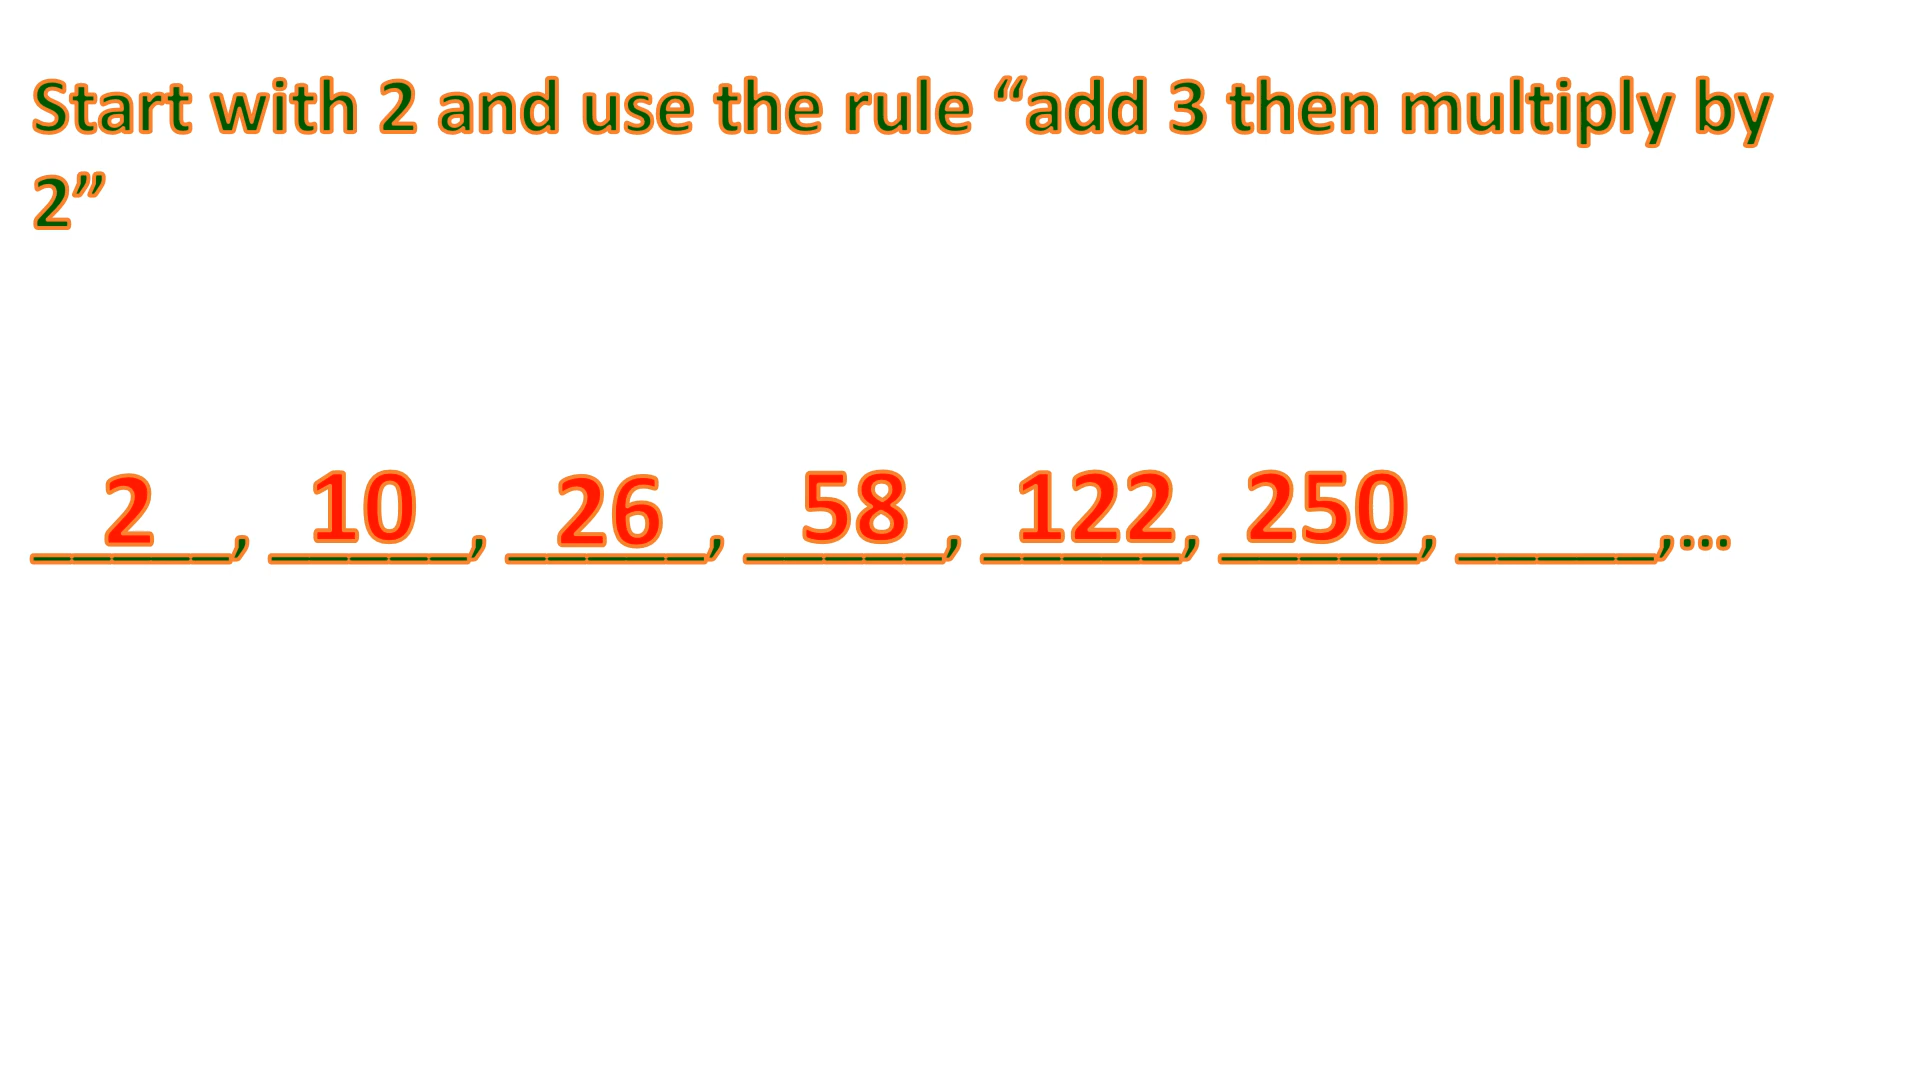 Start with 2 and use the rule “add 3 then multiply by
2”
__2__, __10__, __26__, __58__, __122__, __250__, _____,…